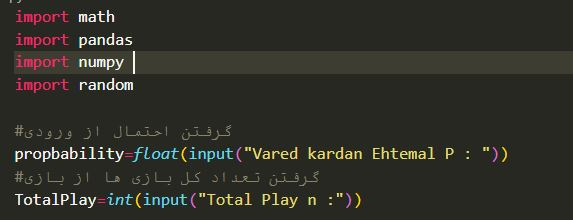 import math
import pandas
import numpy
import random
#گرفتن احتمال از ورودی
propbability=float(input("Vared kardan Ehtemal P : "))
#گرفتن تعداد کل بازی ها از بازی
TotalPlay=int(input("Total Play n :"))